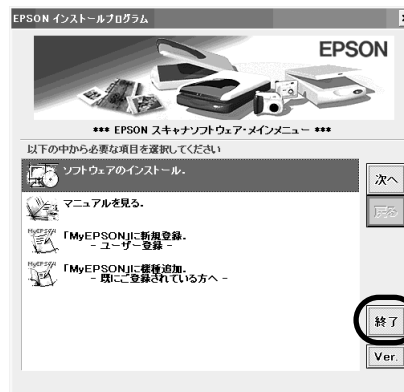 EPSON インストールプログラム
EPSON
*** EPSON スキャナソフトウェア・メインメニュー ***
以下の中から必要な項目を選択してください
ソフトウェアのインストール.
マニュアルを見る.
MyEPSON
「MyEPSON」に新規登録.
- ユーザー登録 -
MyEPSON
「MyEPSON」に機種追加.
- 既にご登録されている方へ -
次へ
戻る
終了
Ver.